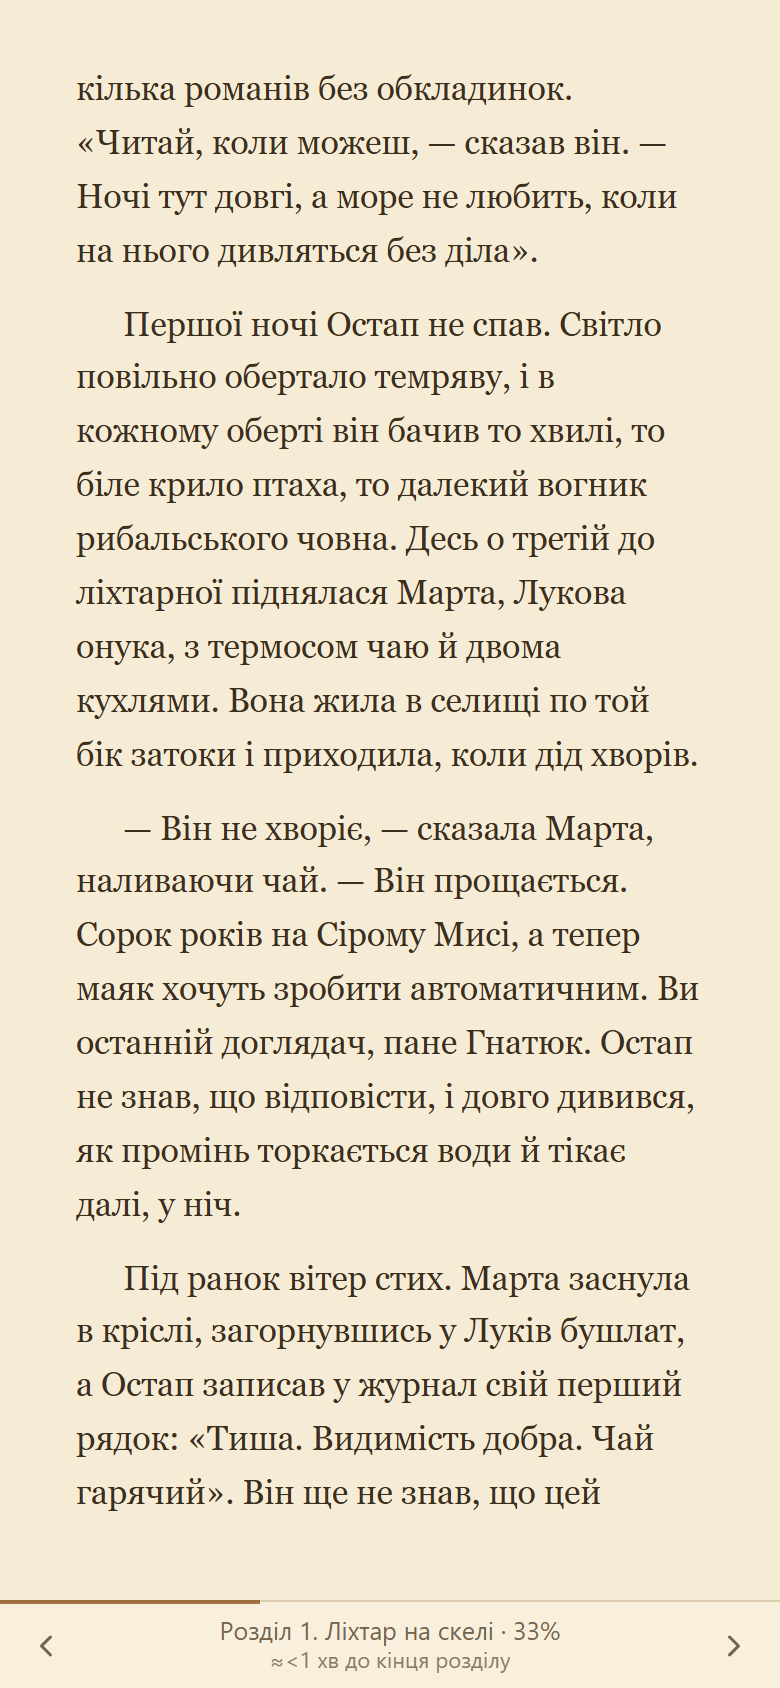 кілька романів без обкладинок.
«Читай, коли можеш, — сказав він. —
Ночі тут довгі, а море не любить, коли
на нього дивляться без діла».
Першої ночі Остап не спав. Світло
повільно обертало темряву, і в
кожному оберті він бачив то хвилі, то
біле крило птаха, то далекий вогник
рибальського човна. Десь о третій до
ліхтарної піднялася Марта, Лукова
онука, з термосом чаю й двома
кухлями. Вона жила в селищі по той
бік затоки і приходила, коли дід хворів.
— Він не хворіє, — сказала Марта,
наливаючи чай. — Він прощається.
Сорок років на Сірому Мисі, а тепер
маяк хочуть зробити автоматичним. Ви
останній доглядач, пане Гнатюк. Остап
не знав, що відповісти, і довго дивився,
як промінь торкається води й тікає
далі, у ніч.
Під ранок вітер стих. Марта заснула
в кріслі, загорнувшись у Луків бушлат,
а Остап записав у журнал свій перший
рядок: «Тиша. Видимість добра. Чай
гарячий». Він ще не знав, що цей
Розділ 1. Ліхтар на скелі · 33%
≈<1 хв до кінця розділу